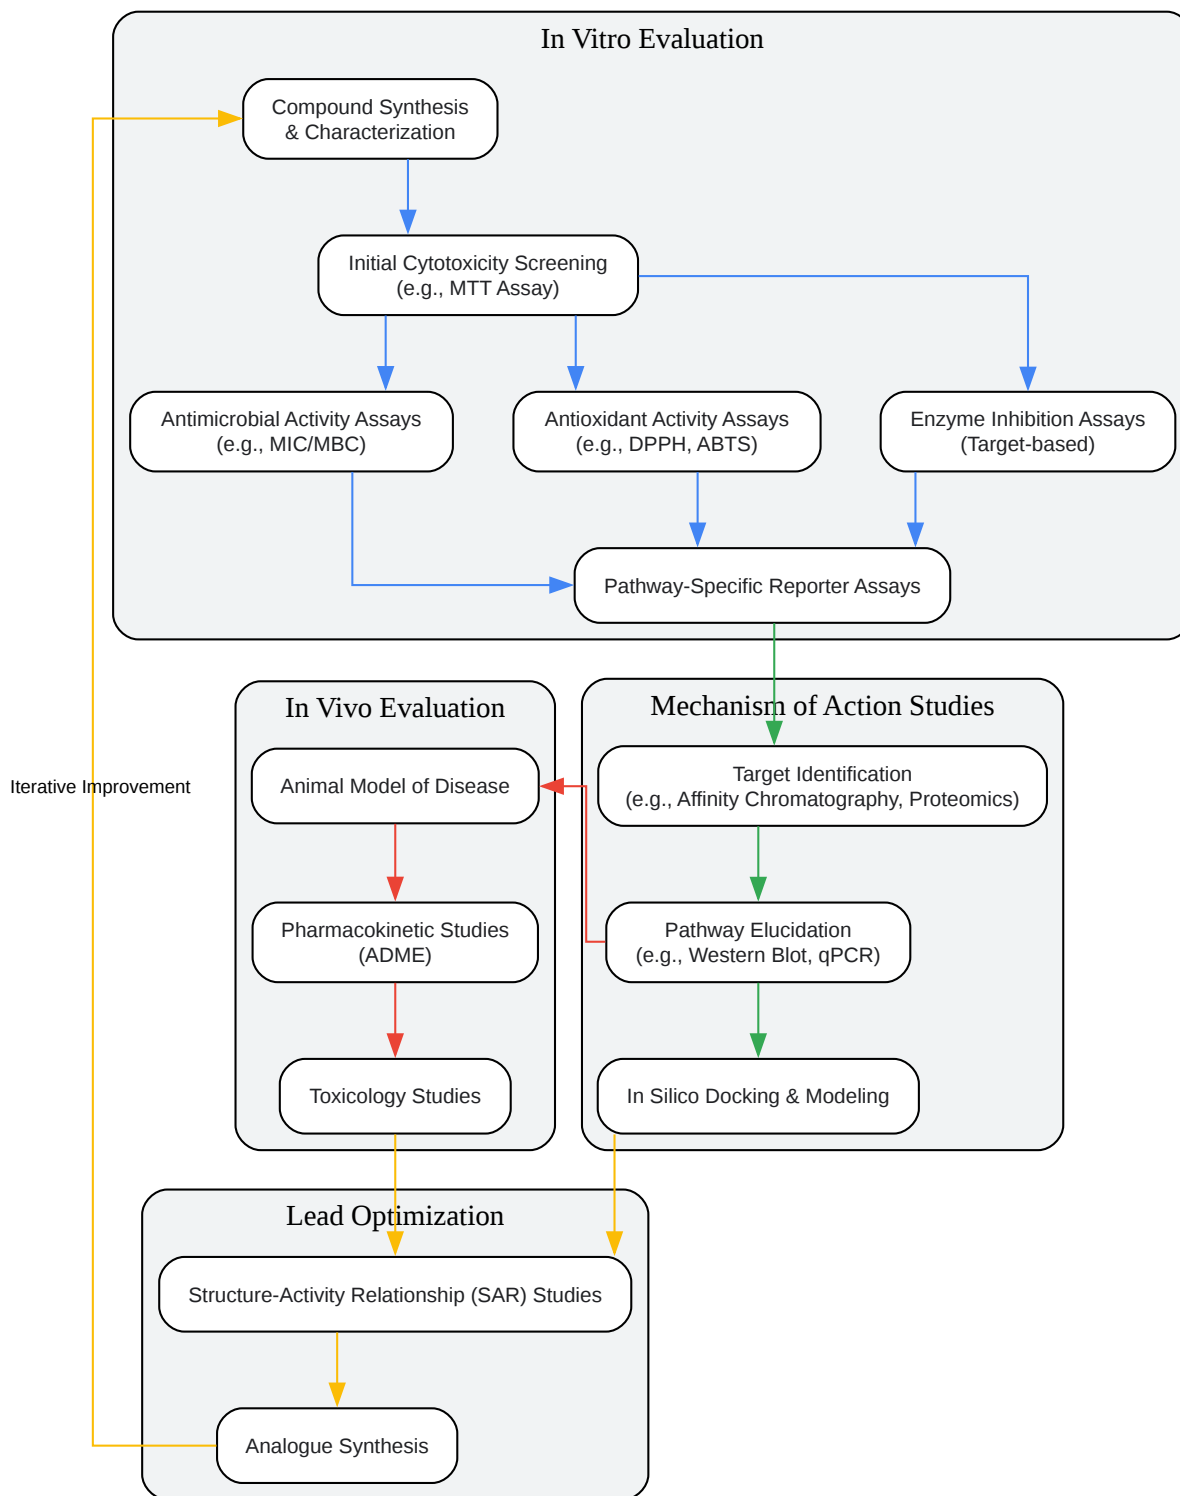 In Vitro Evaluation
Compound Synthesis
& Characterization
Initial Cytotoxicity Screening
(e.g., MTT Assay)
Antimicrobial Activity Assays
(e.g., MIC/MBC)
Antioxidant Activity Assays
(e.g., DPPH, ABTS)
Enzyme Inhibition Assays
(Target-based)
Pathway-Specific Reporter Assays
In Vivo Evaluation
Mechanism of Action Studies
Iterative Improvement
Animal Model of Disease
Target Identification
(e.g., Affinity Chromatography, Proteomics)
Pharmacokinetic Studies
(ADME)
Pathway Elucidation
(e.g., Western Blot, qPCR)
Toxicology Studies
In Silico Docking & Modeling
Lead Optimization
Structure-Activity Relationship (SAR) Studies
Analogue Synthesis